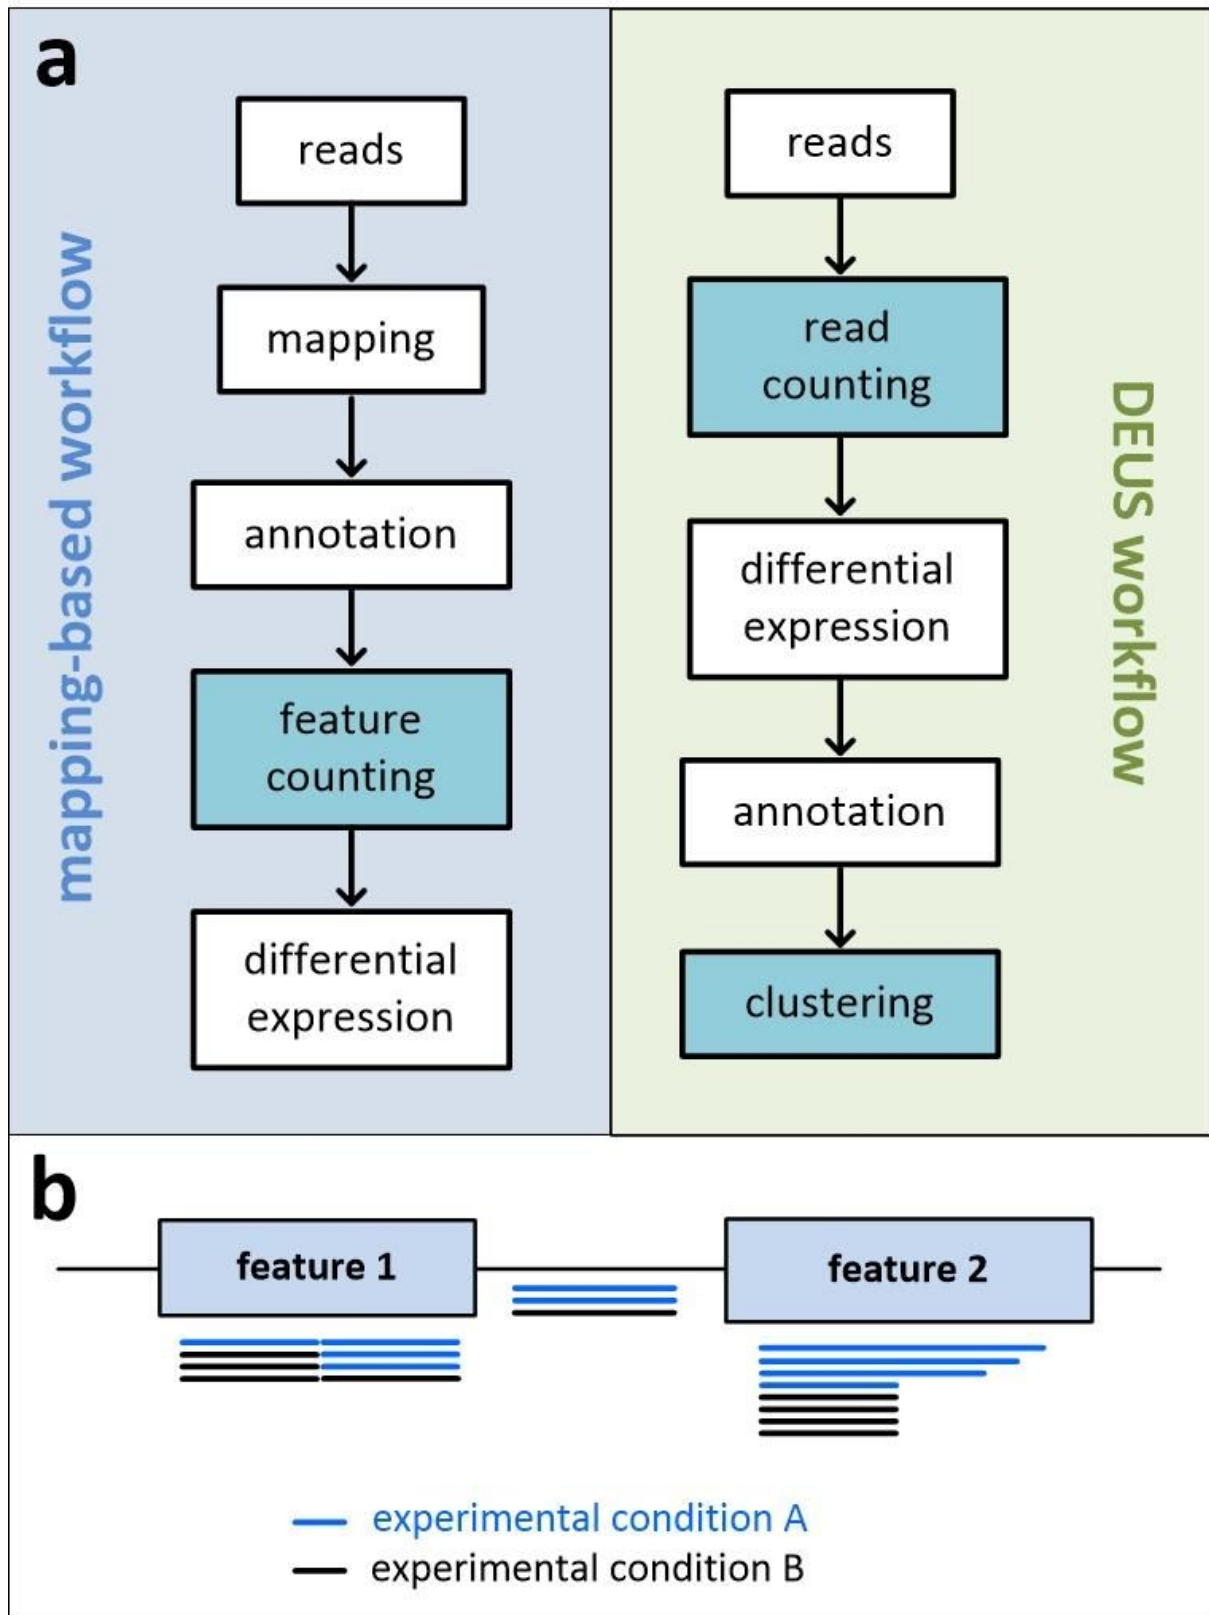 a
mapping-based workflow
reads
mapping
annotation
feature
counting
differential
expression
reads
read
counting
differential
expression
annotation
clustering
DEUS workflow
b
feature 1
feature 2
experimental condition A
experimental condition B